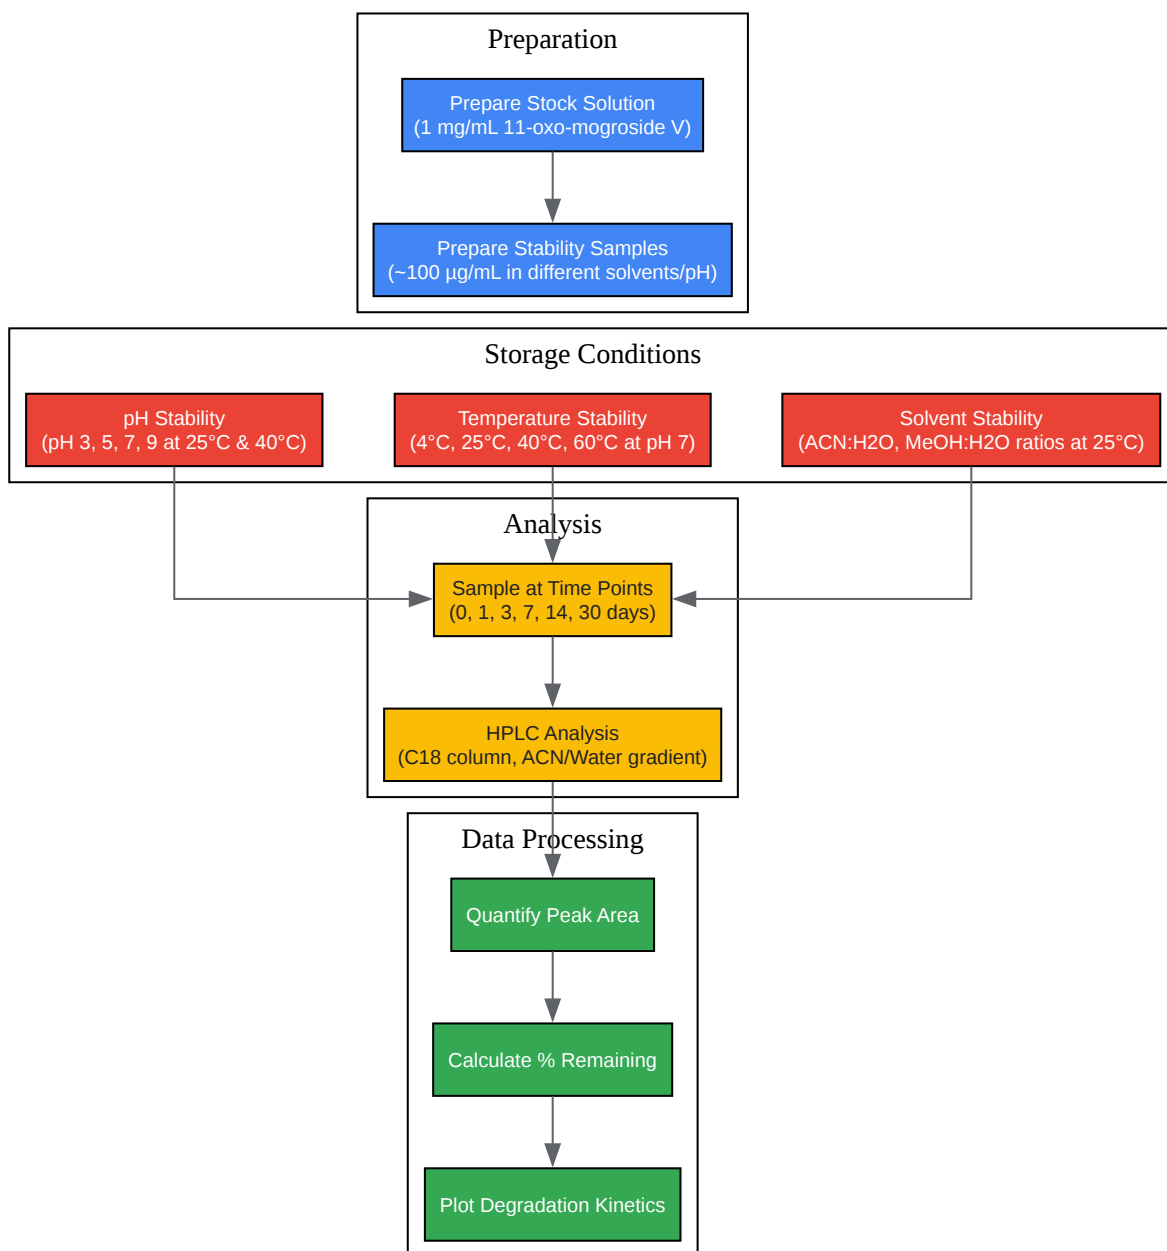 Preparation
Prepare Stock Solution
(1 mg/mL 11-oxo-mogroside V)
Prepare Stability Samples
(~100 µg/mL in different solvents/pH)
Storage Conditions
pH Stability
(pH 3, 5, 7, 9 at 25°C & 40°C)
Temperature Stability
(4°C, 25°C, 40°C, 60°C at pH 7)
Solvent Stability
(ACN:H2O, MeOH:H2O ratios at 25°C)
Analysis
Sample at Time Points
(0, 1, 3, 7, 14, 30 days)
HPLC Analysis
(C18 column, ACN/Water gradient)
Data Processing
Quantify Peak Area
Calculate % Remaining
Plot Degradation Kinetics